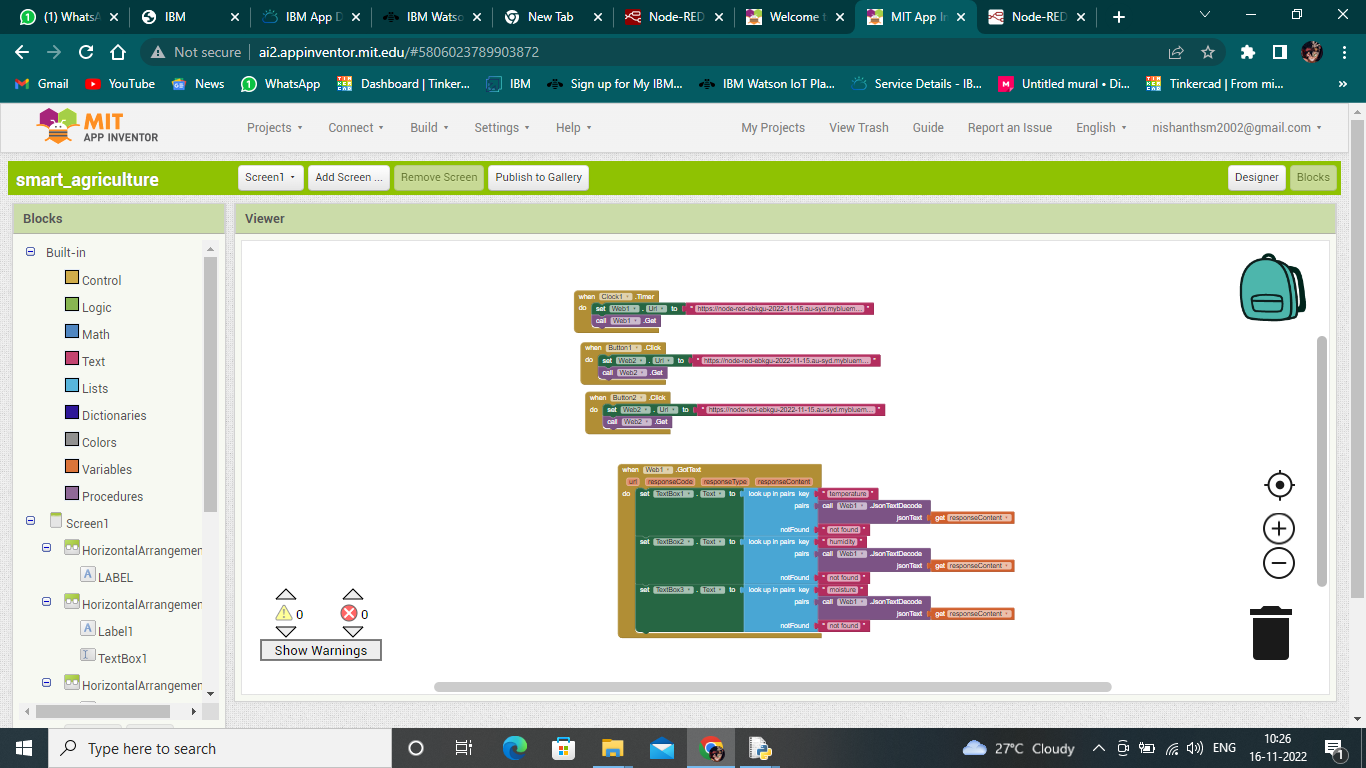 (1) WhatsA
IBM
IBM App D
IBM Watso
New Tab
Node-RED
Welcome t
MIT App In
Node-RED
Not secure
ai2.appinventor.mit.edu/#5806023789903872
Gmail
YouTube
News
WhatsApp
Dashboard | Tinker...
IBM
Sign up for My IBM...
IBM Watson IoT Pla...
Service Details - IB...
Untitled mural • Di...
Tinkercad | From mi...
»
MIT
APP INVENTOR
Projects
Connect
Build
Settings
Help
My Projects
View Trash
Guide
Report an Issue
English
nishanthsm2002@gmail.com
smart_agriculture
Screen1
Add Screen ...
Remove Screen
Publish to Gallery
Designer
Blocks
Blocks
Viewer
Built-in
Control
Logic
Math
Text
Lists
Dictionaries
Colors
Variables
Procedures
Screen1
HorizontalArrangemen
LABEL
HorizontalArrangemen
Label1
TextBox1
HorizontalArrangemen
when Clock1 .Timer
do set Web1 . Url to " https://node-red-ebkgu-2022-11-15.au-syd.mybluem... "
call Web1 .Get
when Button1 .Click
do set Web2 . Url to " https://node-red-ebkgu-2022-11-15.au-syd.mybluem... "
call Web2 .Get
when Button2 .Click
do set Web2 . Url to " https://node-red-ebkgu-2022-11-15.au-syd.mybluem... "
call Web2 .Get
when Web1 .GotText
url responseCode responseType responseContent
do set TextBox1 . Text to look up in pairs key " temperature "
pairs call Web1 .JsonTextDecode
jsonText get responseContent
notFound " not found "
set TextBox2 . Text to look up in pairs key " humidity "
pairs call Web1 .JsonTextDecode
jsonText get responseContent
notFound " not found "
set TextBox3 . Text to look up in pairs key " moisture "
pairs call Web1 .JsonTextDecode
jsonText get responseContent
notFound " not found "
0
0
Show Warnings
Type here to search
27°C Cloudy
ENG
10:26
16-11-2022
1